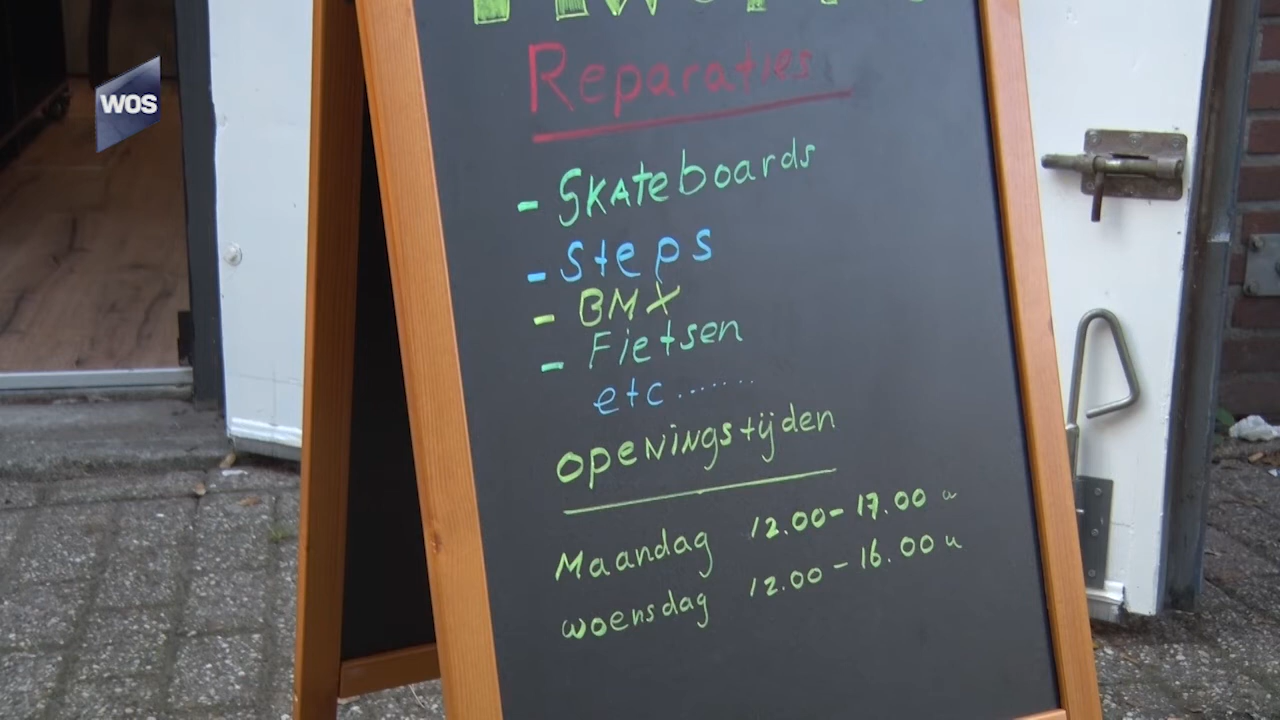 WOS
Reparaties
- Skateboards
- Steps
- BMX
- Fietsen
etc.......
openingstijden
Maandag 12.00 - 17.00 u
woensdag 12.00 - 16.00 u